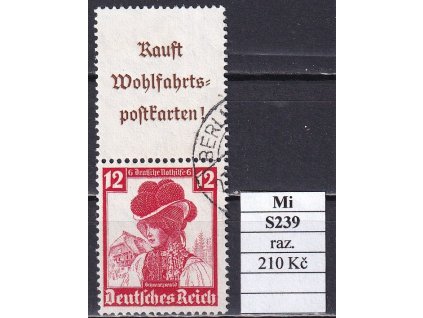 Kauft
Wohlfahrts-
postkarten!
BERLIN
6 Deutsche Nothilfe 6
12 12
Schwarzwald
Deutsches Reich
Mi
S239
raz.
210 Kč